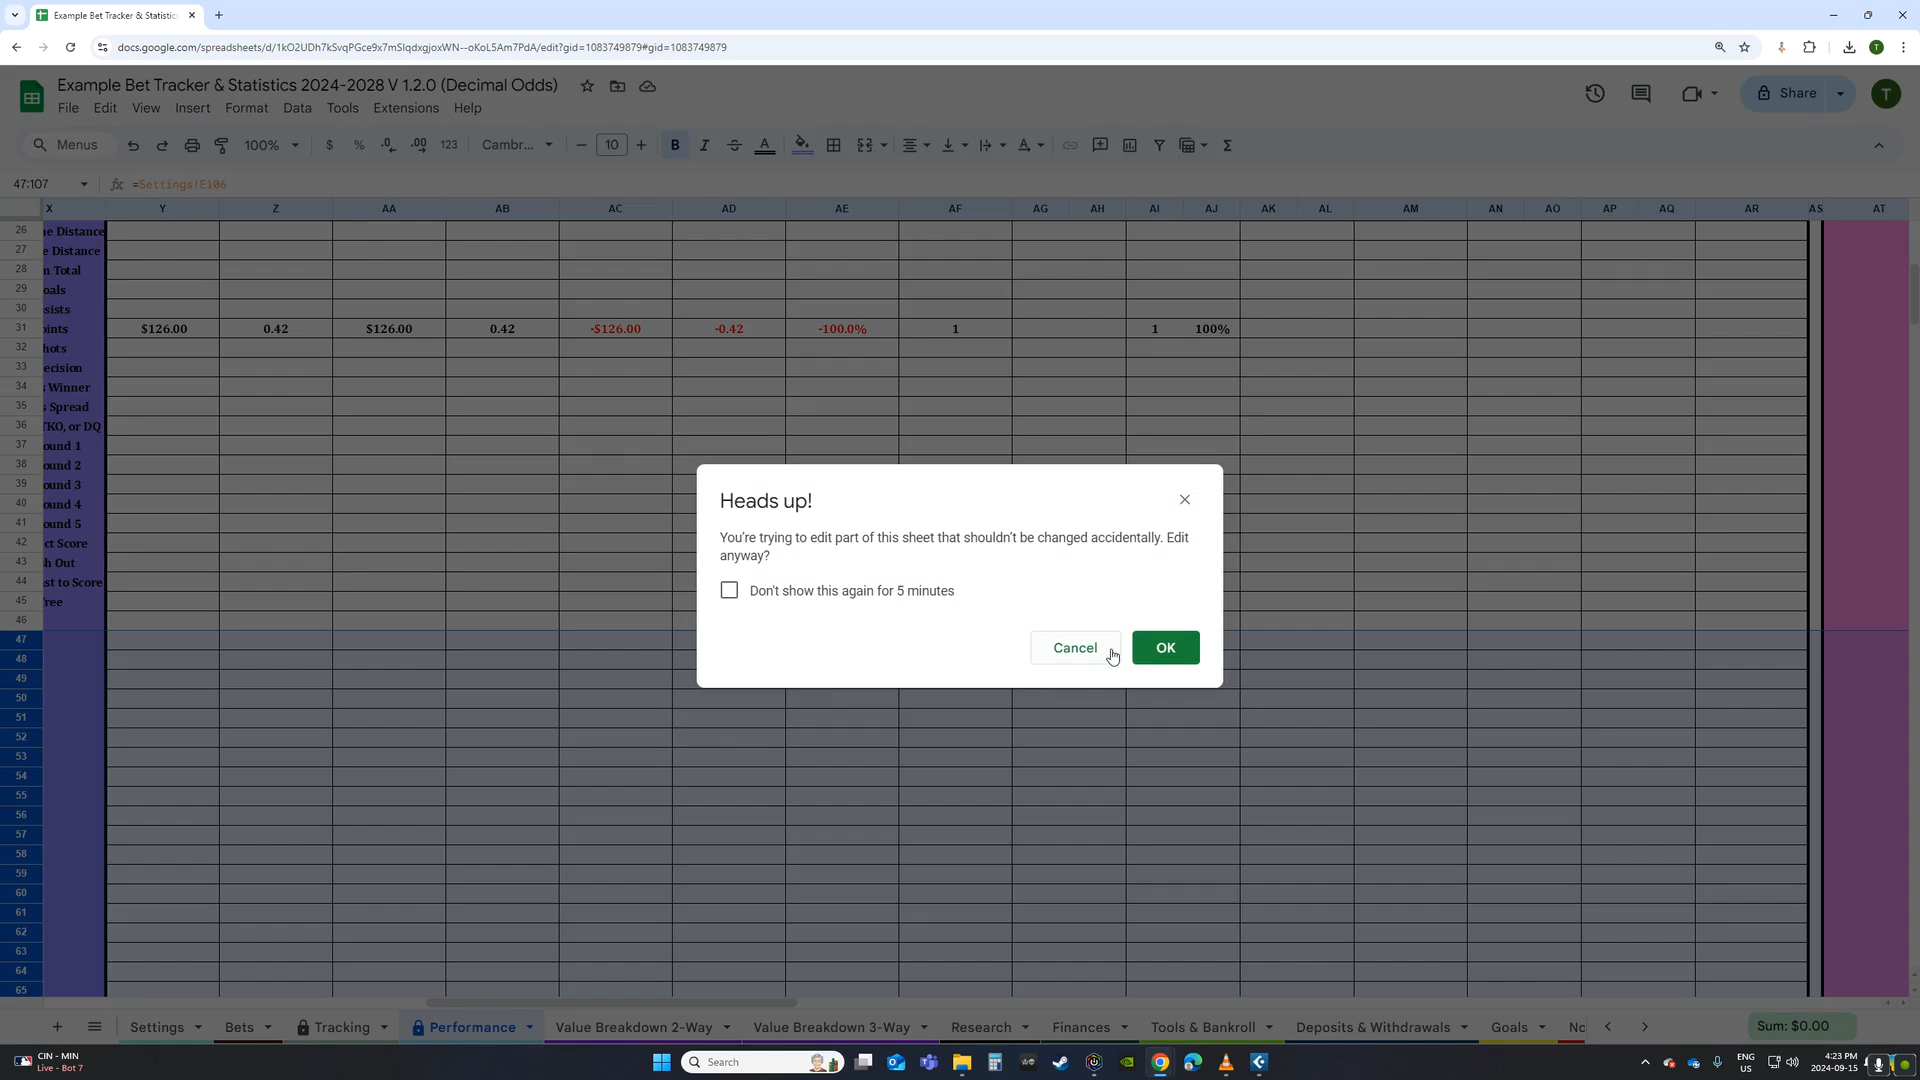 Example Bet Tracker & Statistics
docs.google.com/spreadsheets/d/1kO2UDh7kSvqPGce9x7mSIqdxgjoxWN--oKoL5Am7PdA/edit?gid=1083749879#gid=1083749879
T
Example Bet Tracker & Statistics 2024-2028 V 1.2.0 (Decimal Odds)
File Edit View Insert Format Data Tools Extensions Help
Share
T
Menus 100% $ % .0 .00 123 Cambr... 10 B I A
47:107 fx =Settings!E106
X Y Z AA AB AC AD AE AF AG AH AI AJ AK AL AM AN AO AP AQ AR AS AT
26 ne Distance
27 e Distance
28 n Total
29 oals
30 ssists
31 oints $126.00 0.42 $126.00 0.42 -$126.00 -0.42 -100.0% 1 1 100%
32 hots
33 ecision
34 s Winner
35 s Spread
36 TKO, or DQ
37 ound 1
38 ound 2
39 ound 3
40 ound 4
41 ound 5
42 ct Score
43 h Out
44 st to Score
45 ree
46
47
48
49
50
51
52
53
54
55
56
57
58
59
60
61
62
63
64
65
Heads up!
You're trying to edit part of this sheet that shouldn't be changed accidentally. Edit
anyway?
Don't show this again for 5 minutes
Cancel OK
Settings Bets Tracking Performance Value Breakdown 2-Way Value Breakdown 3-Way Research Finances Tools & Bankroll Deposits & Withdrawals Goals No Sum: $0.00
CIN - MIN
Live - Bot 7
Search
ENG
US
4:23 PM
2024-09-15